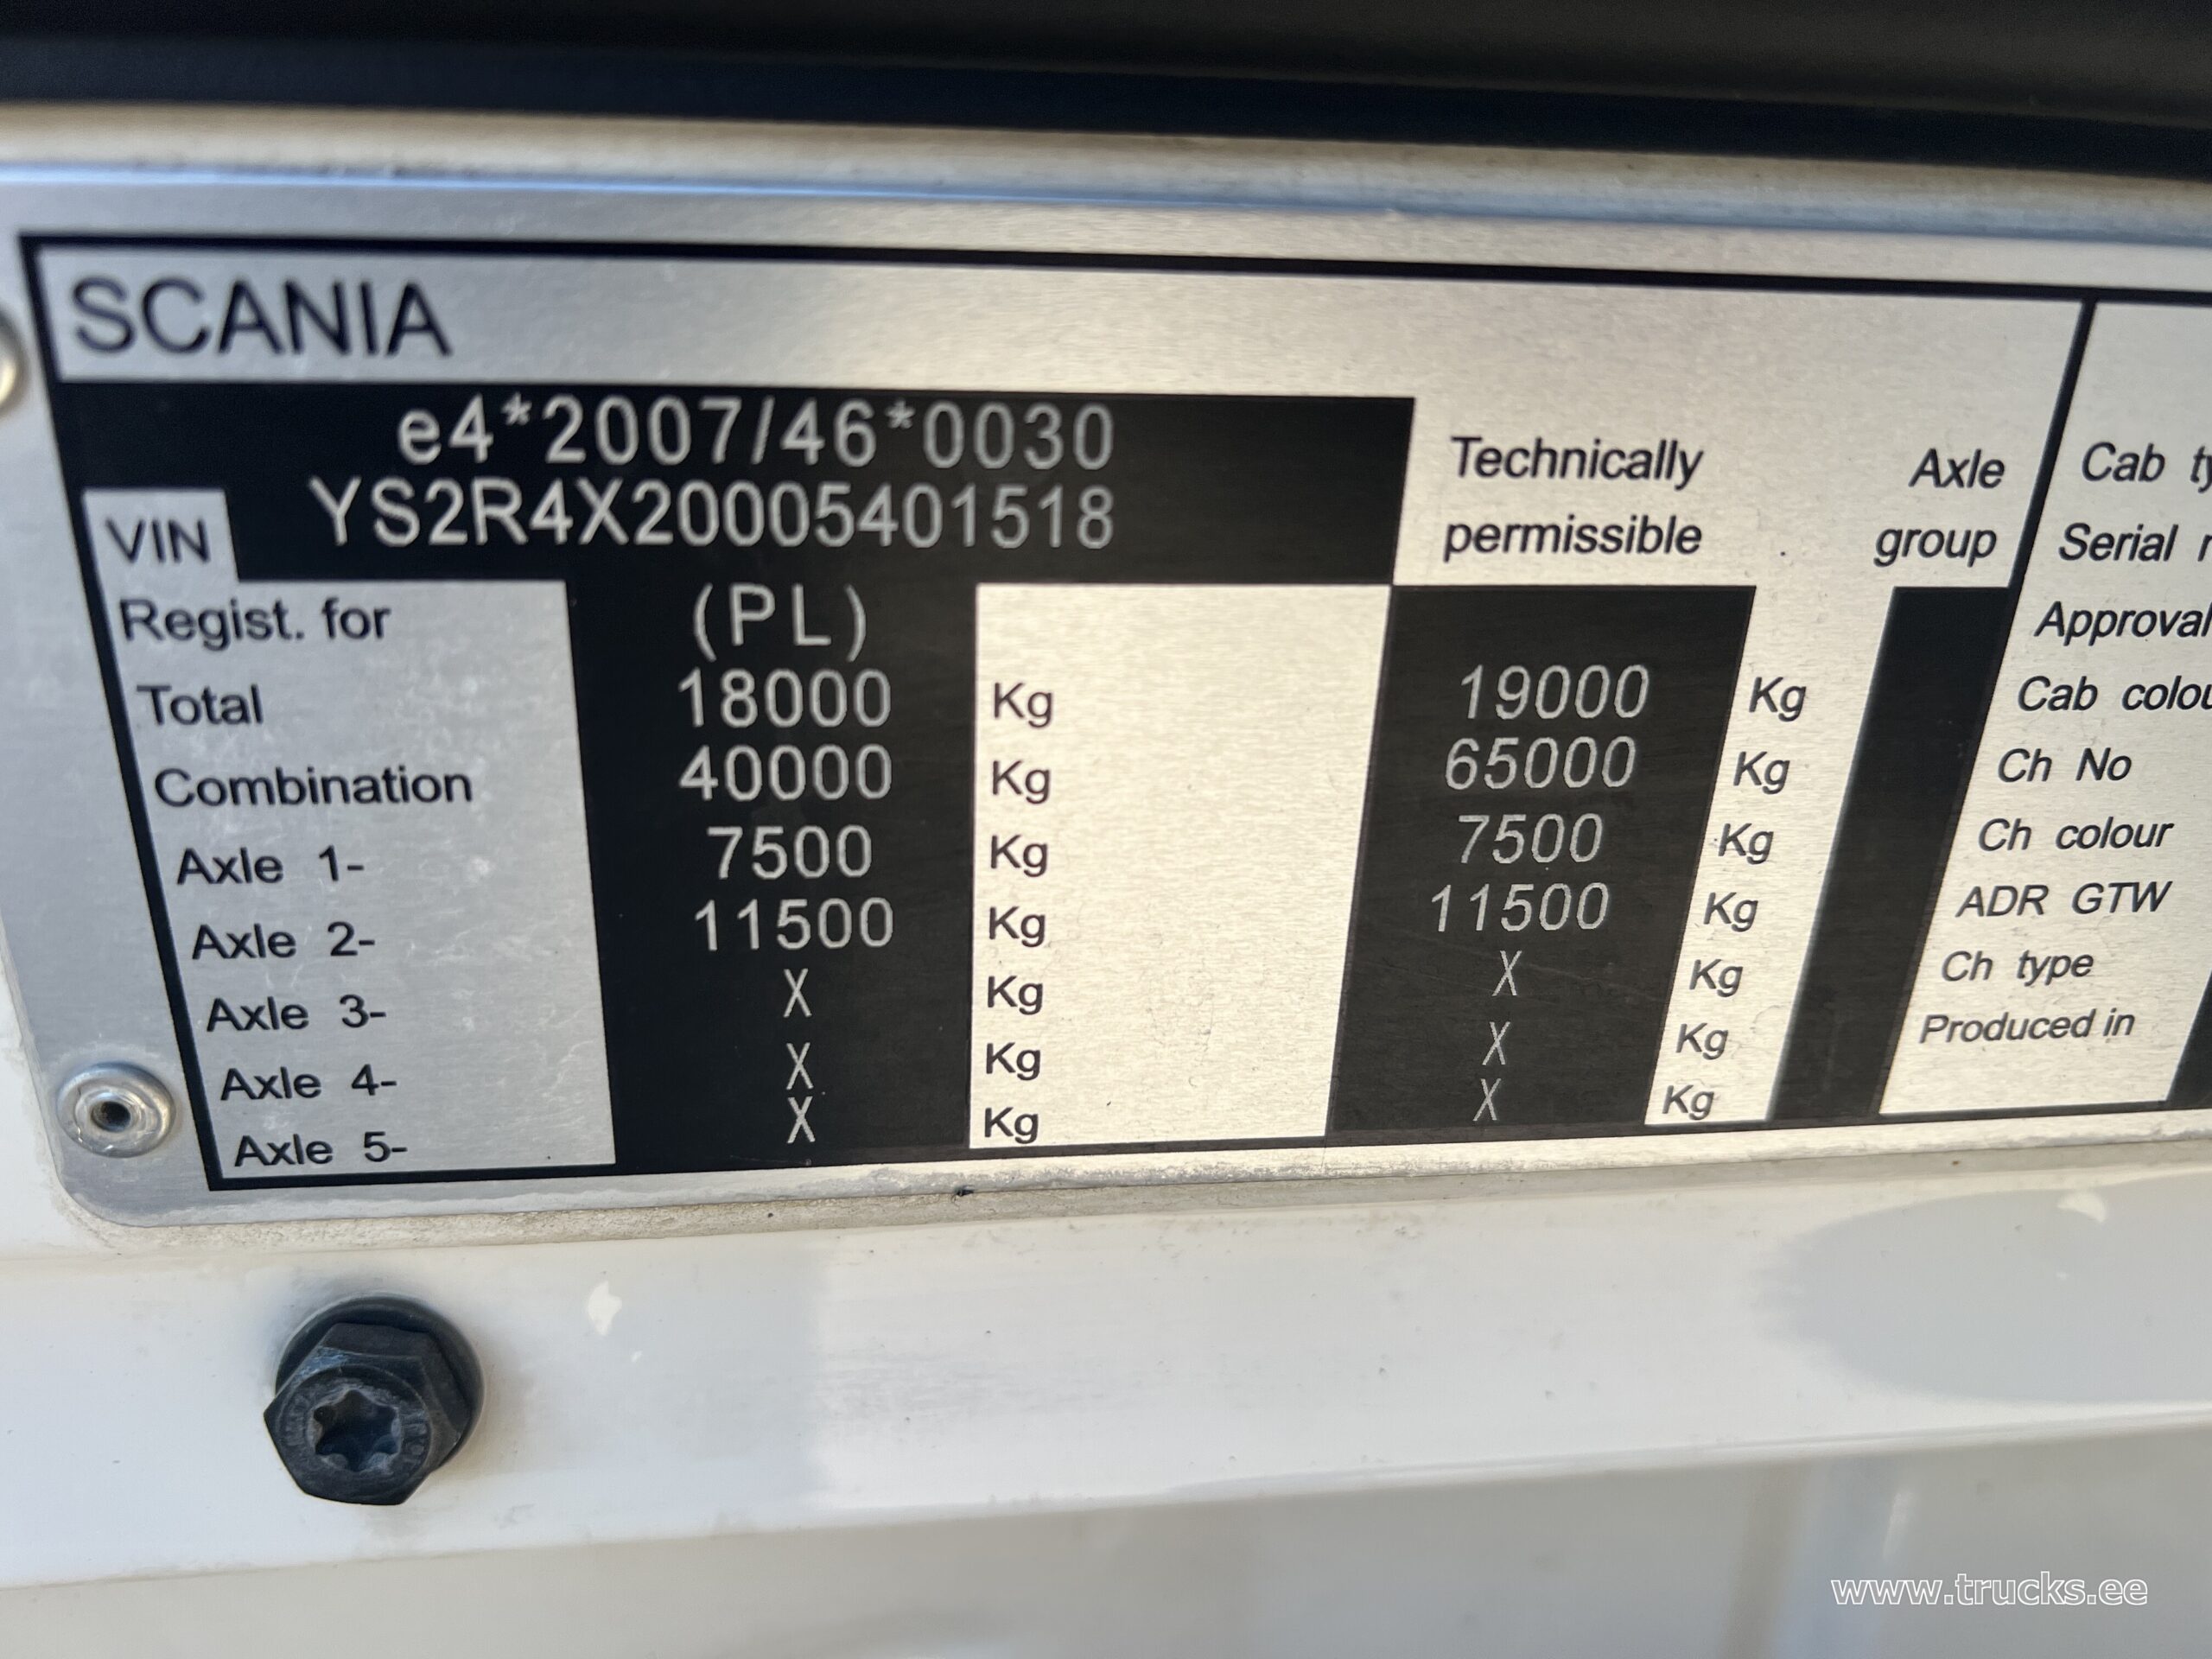 SCANIA
e4*2007/46*0030
VIN YS2R4X20005401518
Technically permissible
Axle group
Regist. for (PL)
Total 18000 Kg 19000 Kg
Combination 40000 Kg 65000 Kg
Axle 1- 7500 Kg 7500 Kg
Axle 2- 11500 Kg 11500 Kg
Axle 3- X Kg X Kg
Axle 4- X Kg X Kg
Axle 5- X Kg X Kg
Cab
Serial
Approval
Cab
Ch No
Ch colour
ADR GTW
Ch type
Produced in
www.trucks.ee